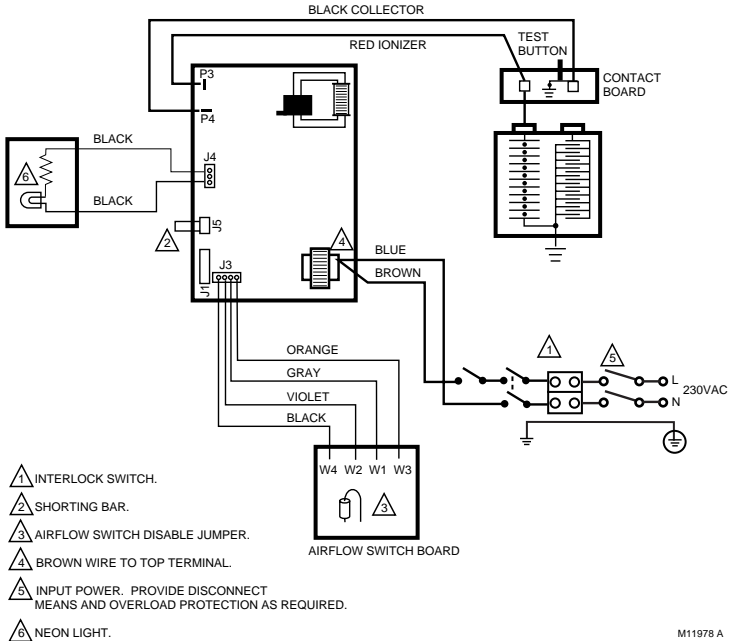 BLACK COLLECTOR
RED IONIZER
TEST
BUTTON
CONTACT
BOARD
P3
P4
BLACK
J4
6
BLACK
J5
2
4
BLUE
BROWN
J3
J1
ORANGE
GRAY
VIOLET
BLACK
1
5
L
230VAC
N
W4 W2 W1 W3
3
AIRFLOW SWITCH BOARD
1 INTERLOCK SWITCH.
2 SHORTING BAR.
3 AIRFLOW SWITCH DISABLE JUMPER.
4 BROWN WIRE TO TOP TERMINAL.
5 INPUT POWER. PROVIDE DISCONNECT
MEANS AND OVERLOAD PROTECTION AS REQUIRED.
6 NEON LIGHT.
M11978 A